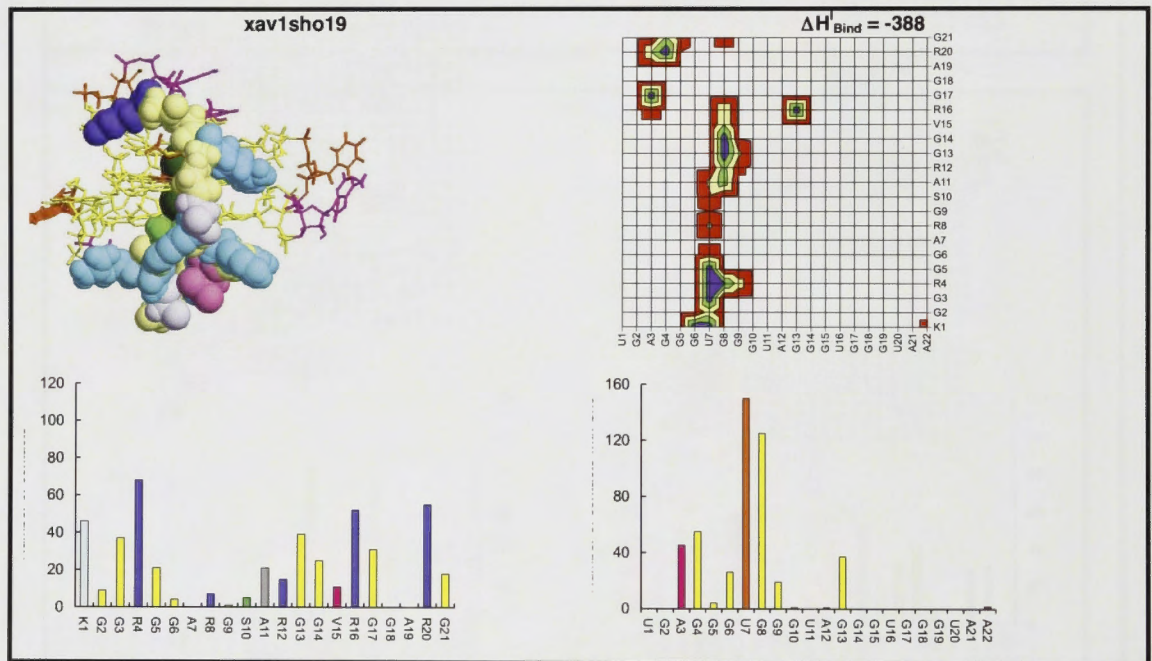 xav1sho19
ΔH Bind = -388
G21
R20
A19
G18
G17
R16
V15
G14
G13
R12
A11
S10
G9
R8
A7
G6
G5
R4
G3
G2
K1
U1 G2 A3 G4 G5 G6 U7 G8 G9 G10 U11 A12 G13 G14 G15 U16 G17 G18 G19 U20 A21 A22
120
100
80
60
40
20
0
K1 G2 G3 R4 G5 G6 A7 R8 G9 S10 A11 R12 G13 G14 V15 R16 G17 G18 A19 R20 G21
160
120
80
40
0
U1 G2 A3 G4 G5 G6 U7 G8 G9 G10 U11 A12 G13 G14 G15 U16 G17 G18 G19 U20 A21 A22